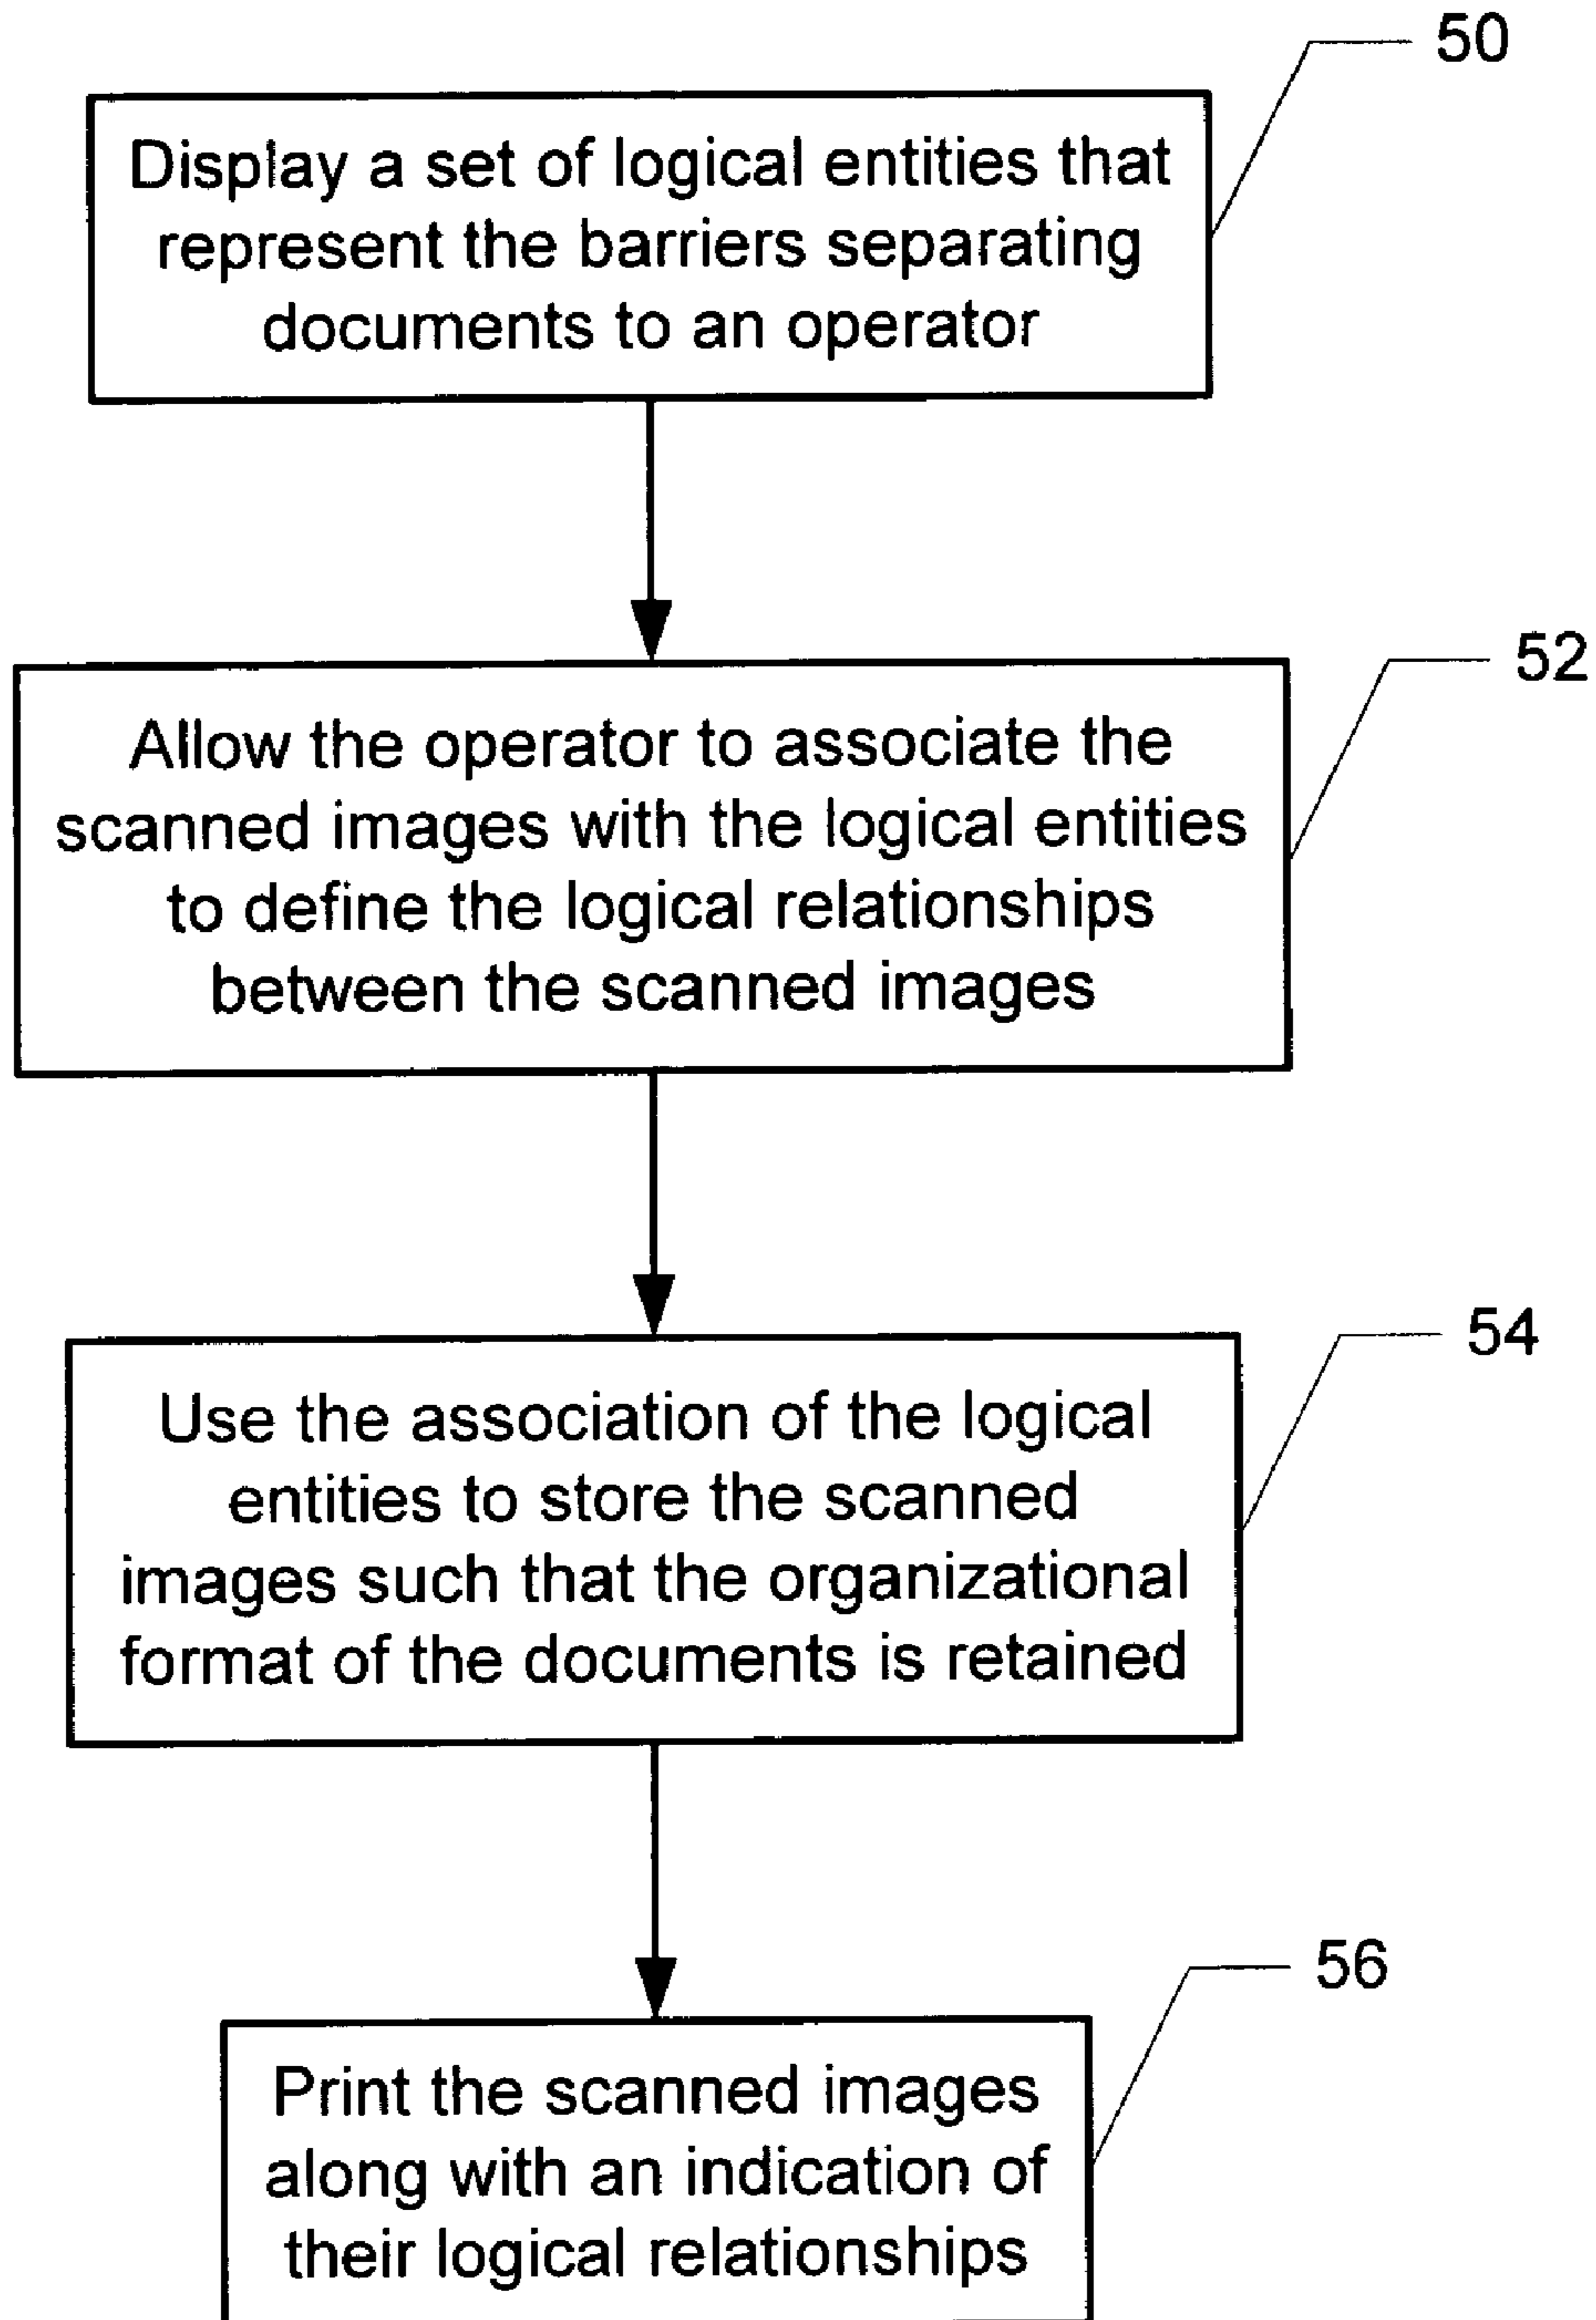 50
Display a set of logical entities that
represent the barriers separating
documents to an operator
52
Allow the operator to associate the
scanned images with the logical entities
to define the logical relationships
between the scanned images
54
Use the association of the logical
entities to store the scanned
images such that the organizational
format of the documents is retained
56
Print the scanned images
along with an indication of
their logical relationships